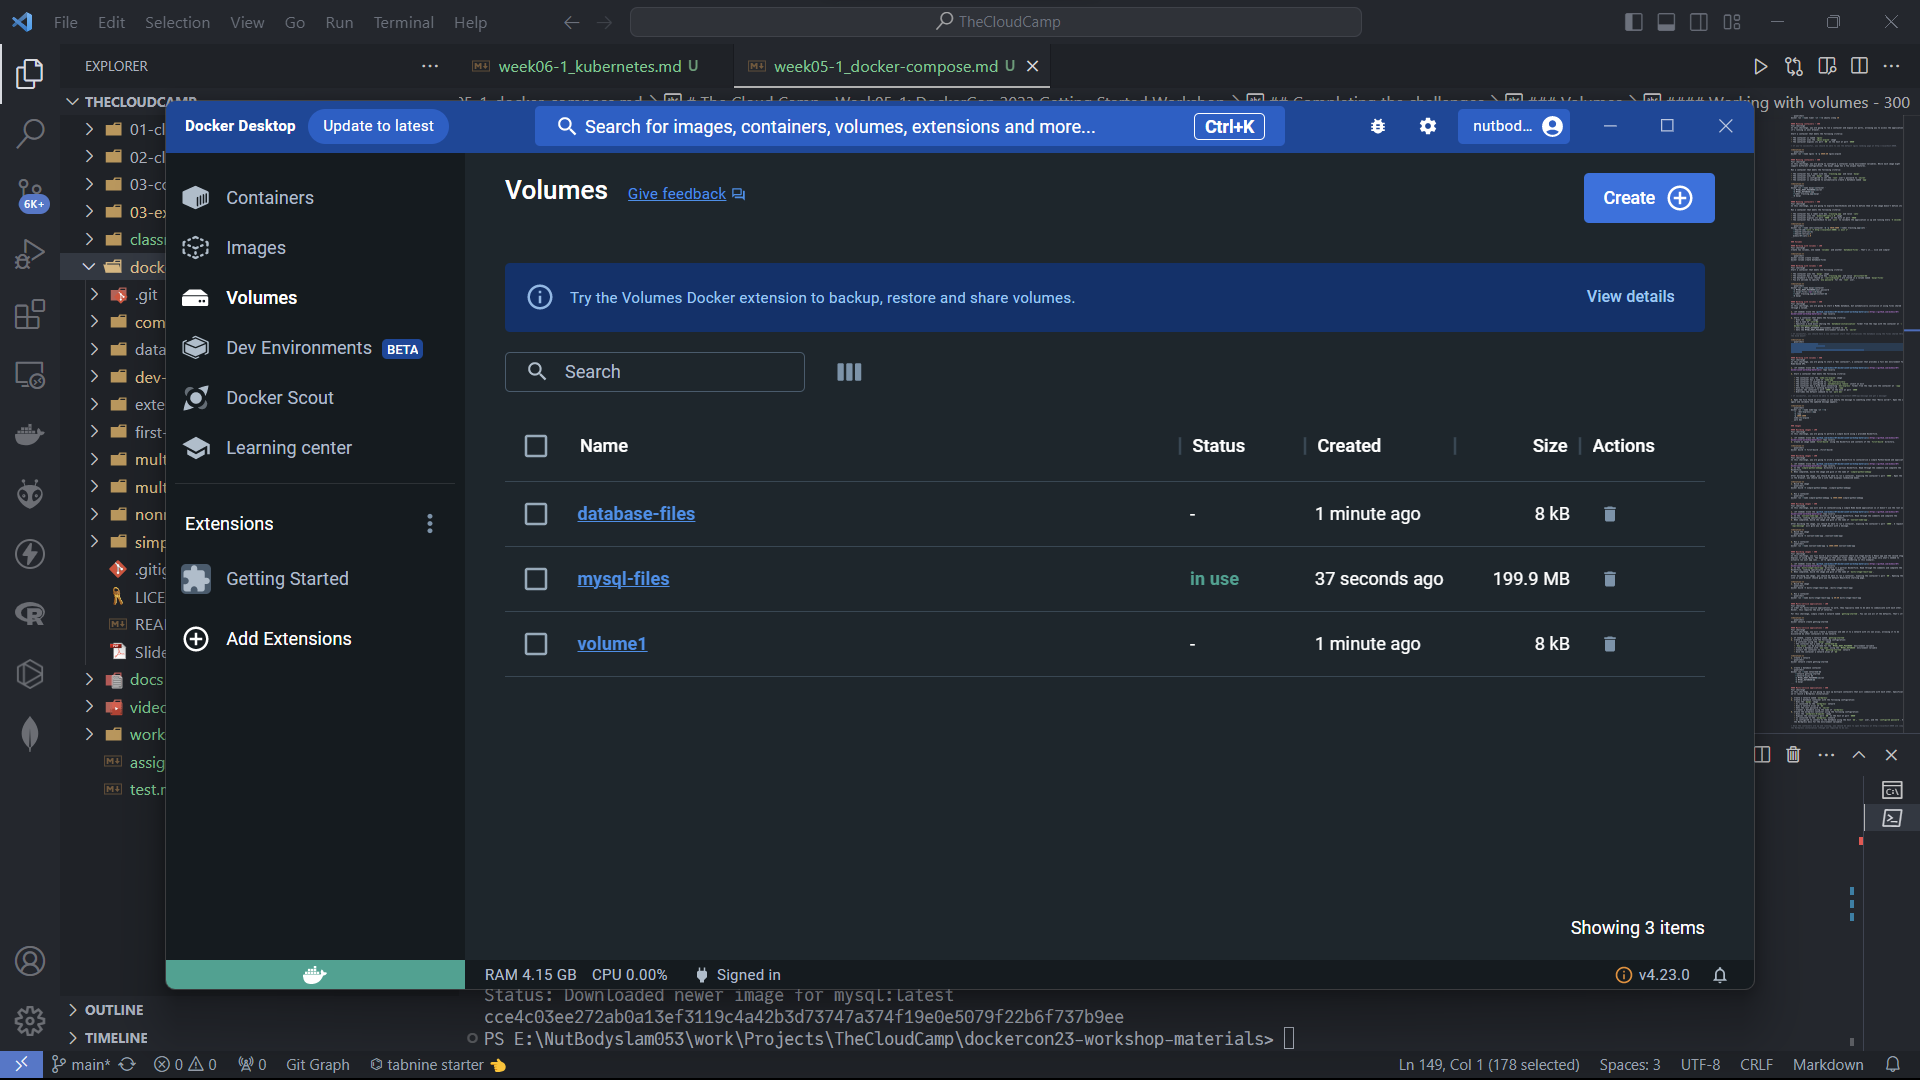 File Edit Selection View Go Run Terminal Help
TheCloudCamp
EXPLORER
week06-1_kubernetes.md U
week05-1_docker-compose.md U
THECLOUDCAMP
Working with volumes - 300
Docker Desktop
Update to latest
Search for images, containers, volumes, extensions and more...
Ctrl+K
nutbod...
6K+
01-cl
02-cl
03-co
03-ex
classr
dock
.git
com
data
dev-
exte
first-
mult
mult
nonr
simp
.gitig
LICE
REAI
Slide
docs
videc
work
assig
test.r
OUTLINE
TIMELINE
Containers
Images
Volumes
Dev Environments BETA
Docker Scout
Learning center
Extensions
Getting Started
Add Extensions
Volumes
Give feedback
Create
Try the Volumes Docker extension to backup, restore and share volumes.
View details
Search
Name Status Created Size Actions
database-files - 1 minute ago 8 kB
mysql-files in use 37 seconds ago 199.9 MB
volume1 - 1 minute ago 8 kB
Showing 3 items
RAM 4.15 GB CPU 0.00% Signed in
v4.23.0
Status: Downloaded newer image for mysql:latest
cce4c03ee272ab0a13ef3119c4a42b3d73747a374f19e0e5079f22b6f737b9ee
PS E:\NutBodyslam053\work\Projects\TheCloudCamp\dockercon23-workshop-materials>
main* 0 0 0 Git Graph tabnine starter
Ln 149, Col 1 (178 selected) Spaces: 3 UTF-8 CRLF Markdown